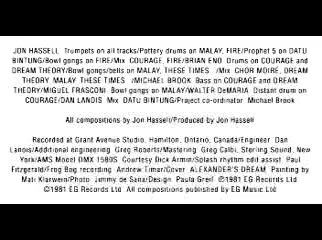 JON HASSELL Trumpets on all tracks/Pottery drums on MALAY, FIRE/Prophet 5 on DATU
BINTUNG/Bowl gongs on FIRE/Mix COURAGE, FIRE/BRIAN ENO Drums on COURAGE and
DREAM THEORY/Bowl gongs/bells on MALAY, THESE TIMES /Mix CHOR MOIRE, DREAM
THEORY MALAY THESE TIMES /MICHAEL BROOK Bass on COURAGE and DREAM
THEORY/MIGUEL FRASCONI Bowl gongs on MALAY/WALTER DEMARIA Distant drum on
COURAGE/DAN LANOIS Mix DATU BINTUNG/Project co-ordinator Michael Brook
All compositions by Jon Hassell/Produced by Jon Hassell
Recorded at Grant Avenue Studio, Hamilton, Ontario, Canada/Engineer Dan
Lanois/Additional engineering Greg Roberts/Mastering Greg Calbi, Sterling Sound, New
York/AMS Model DMX 1580S Courtesy Dick Armin/Splash rhythm edit assist Paul
Fitzgerald/Frog Bog recording Andrew Timar/Cover ALEXANDER'S DREAM Painting by
Mati Klarwein/Photo Jimmy de Sana/Design Paula Greif ℗1981 EG Records Ltd
©1981 EG Records Ltd All compositions published by EG Music Ltd